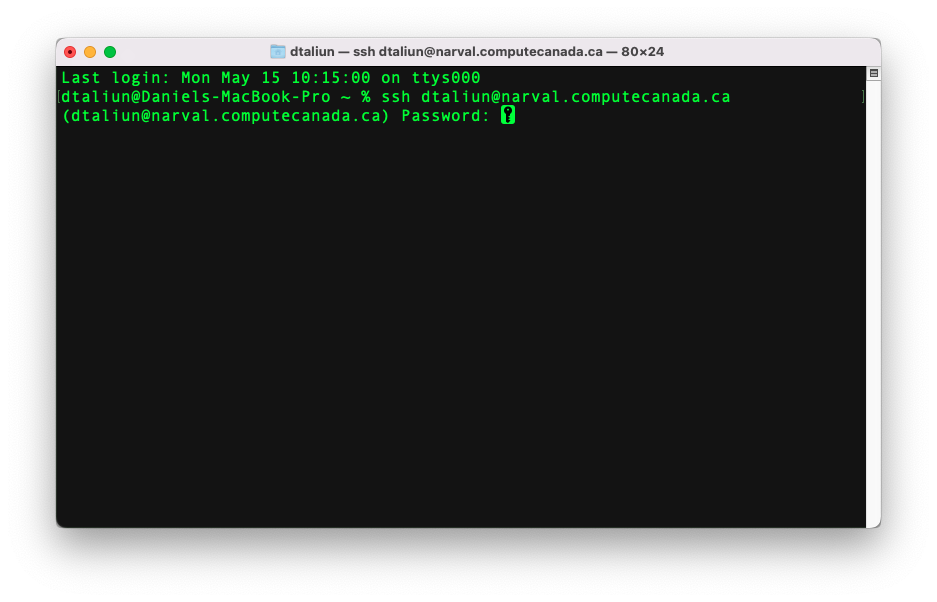 dtaliun — ssh dtaliun@narval.computecanada.ca — 80×24
Last login: Mon May 15 10:15:00 on ttys000
[dtaliun@Daniels-MacBook-Pro ~ % ssh dtaliun@narval.computecanada.ca ]
(dtaliun@narval.computecanada.ca) Password: